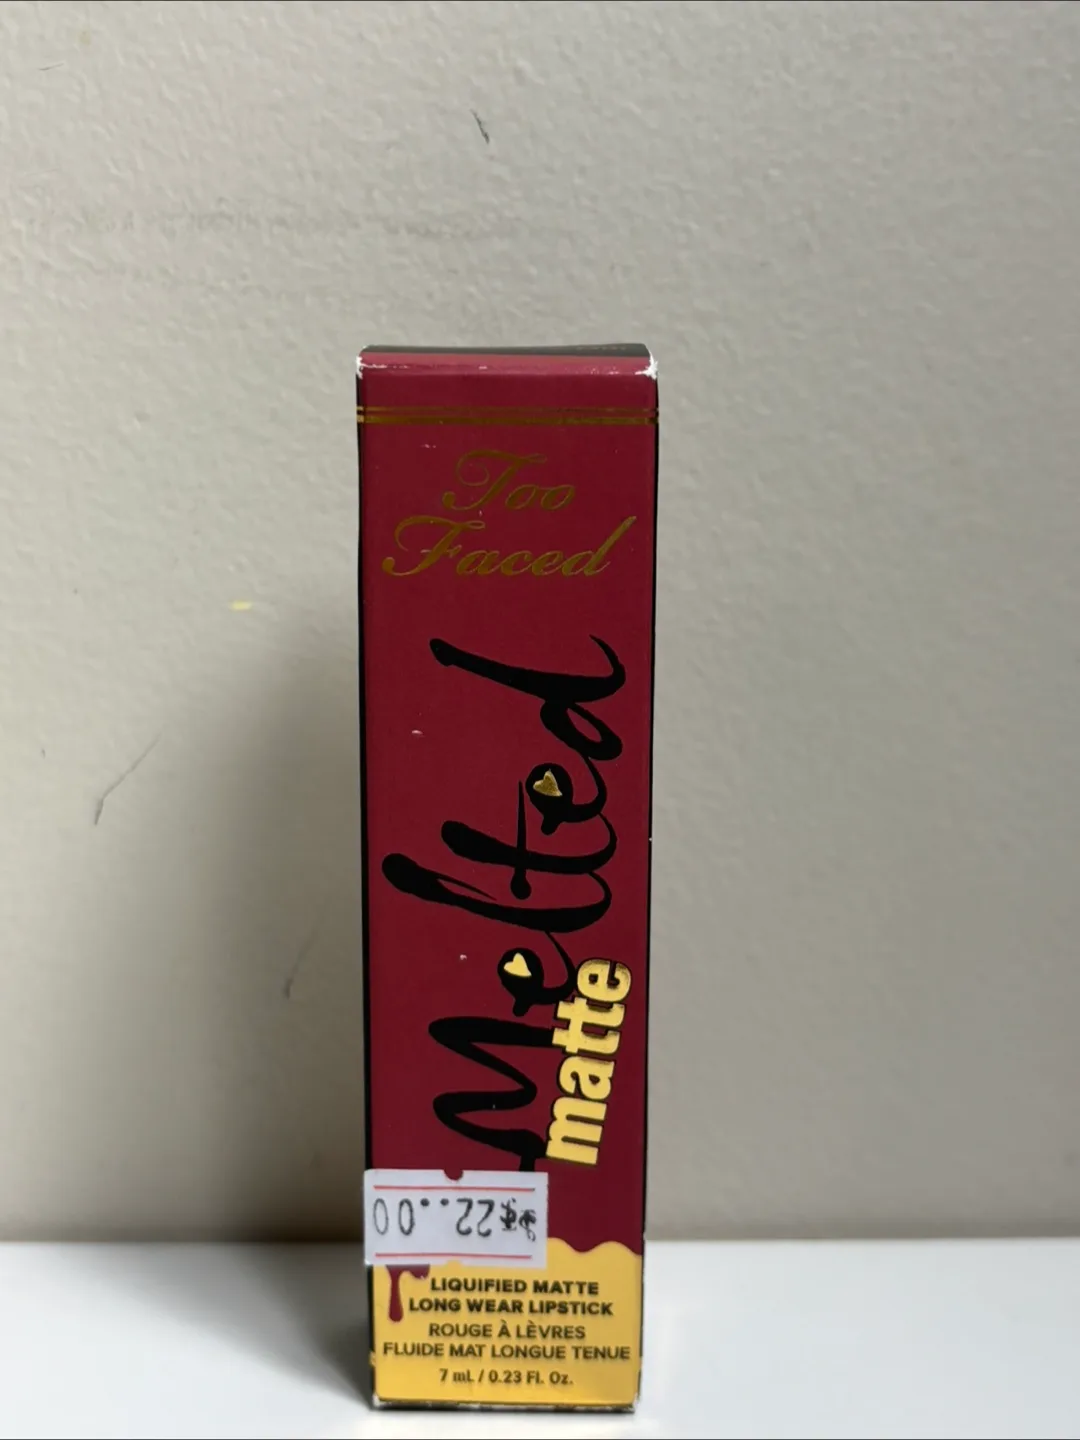 Too
Faced
Melted
matte
$22..00
LIQUIFIED MATTE
LONG WEAR LIPSTICK
ROUGE À LÈVRES
FLUIDE MAT LONGUE TENUE
7 mL / 0.23 Fl. Oz.